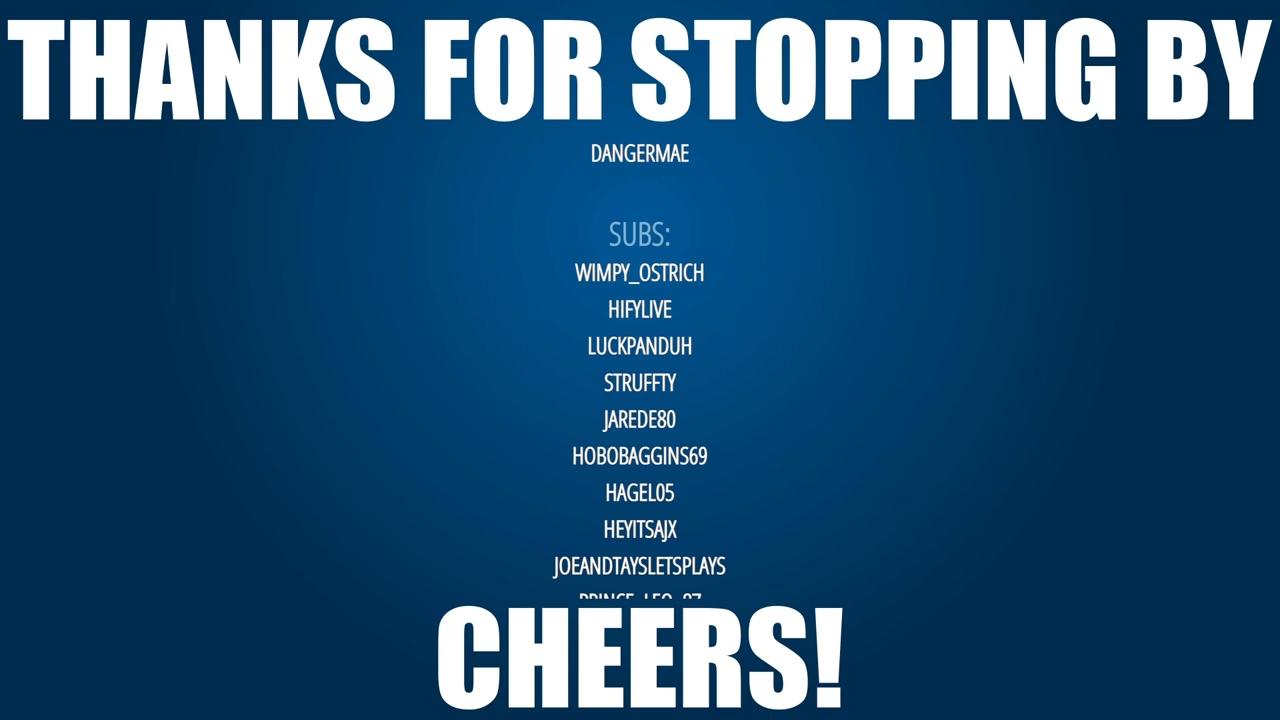 THANKS FOR STOPPING BY
DANGERMAE
SUBS:
WIMPY_OSTRICH
HIFYLIVE
LUCKPANDUH
STRUFFTY
JAREDE80
HOBOBAGGINS69
HAGEL05
HEYITSAJX
JOEANDTAYSLETSPLAYS
CHEERS!